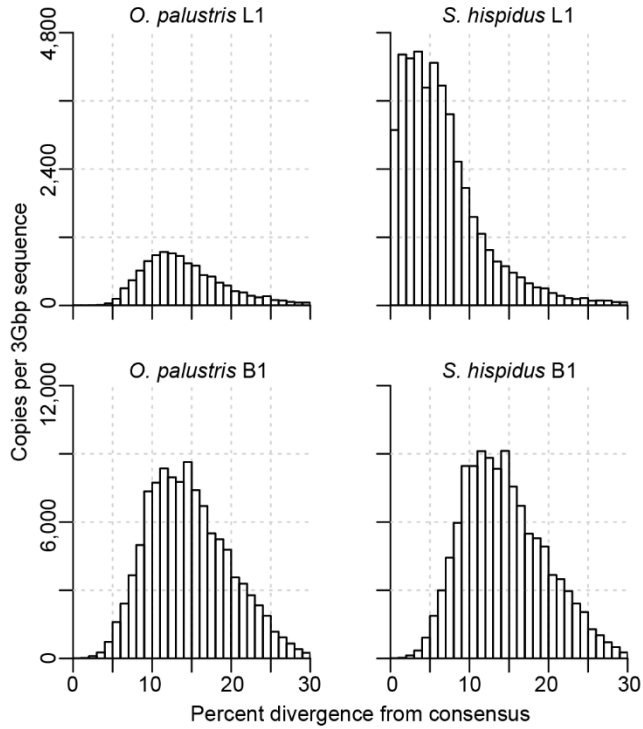 O. palustris L1
S. hispidus L1
4,800
2,400
0
Copies per 3Gbp sequence
O. palustris B1
S. hispidus B1
12,000
6,000
0
0 10 20 30
0 10 20 30
Percent divergence from consensus